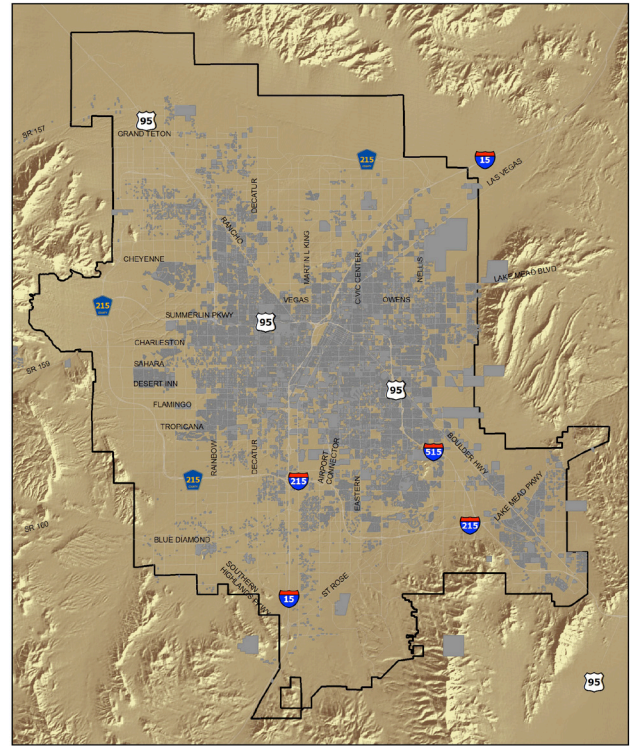 95
SR 157
GRAND TETON
215
15
LAS VEGAS
DECATUR
RANCHO
MARTIN L KING
CIVIC CENTER
NELLIS
CHEYENNE
LAKE MEAD BLVD
VEGAS
OWENS
215
SUMMERLIN PKWY
95
CHARLESTON
SR 159
SAHARA
DESERT INN
95
FLAMINGO
TROPICANA
RAINBOW
DECATUR
AIRPORT
CONNECTOR
EASTERN
BOULDER HWY
515
215
215
LAKE MEAD PKWY
215
SR 160
BLUE DIAMOND
SOUTHERN
HIGHLANDS PKWY
ST ROSE
15
95